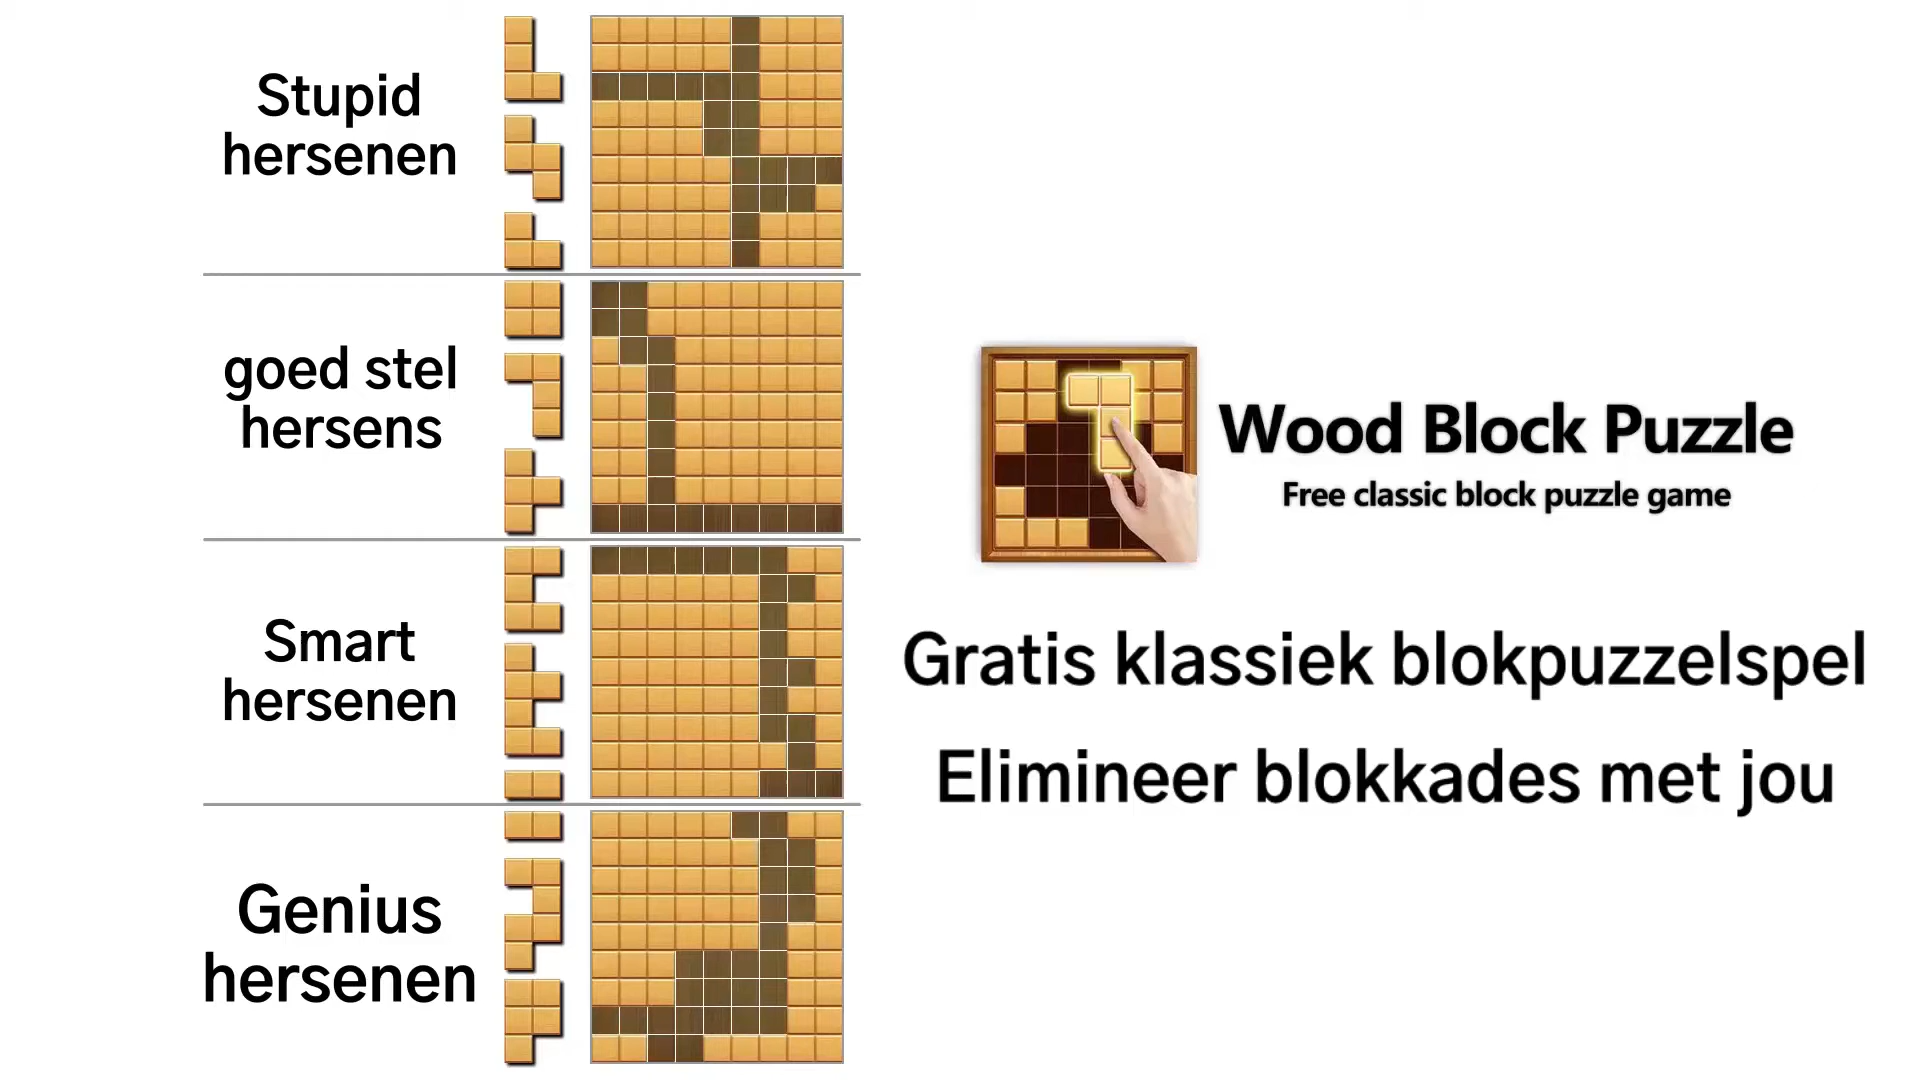 Stupid
hersenen
goed stel
hersens
Smart
hersenen
Genius
hersenen
Wood Block Puzzle
Free classic block puzzle game
Gratis klassiek blokpuzzelspel
Elimineer blokkades met jou